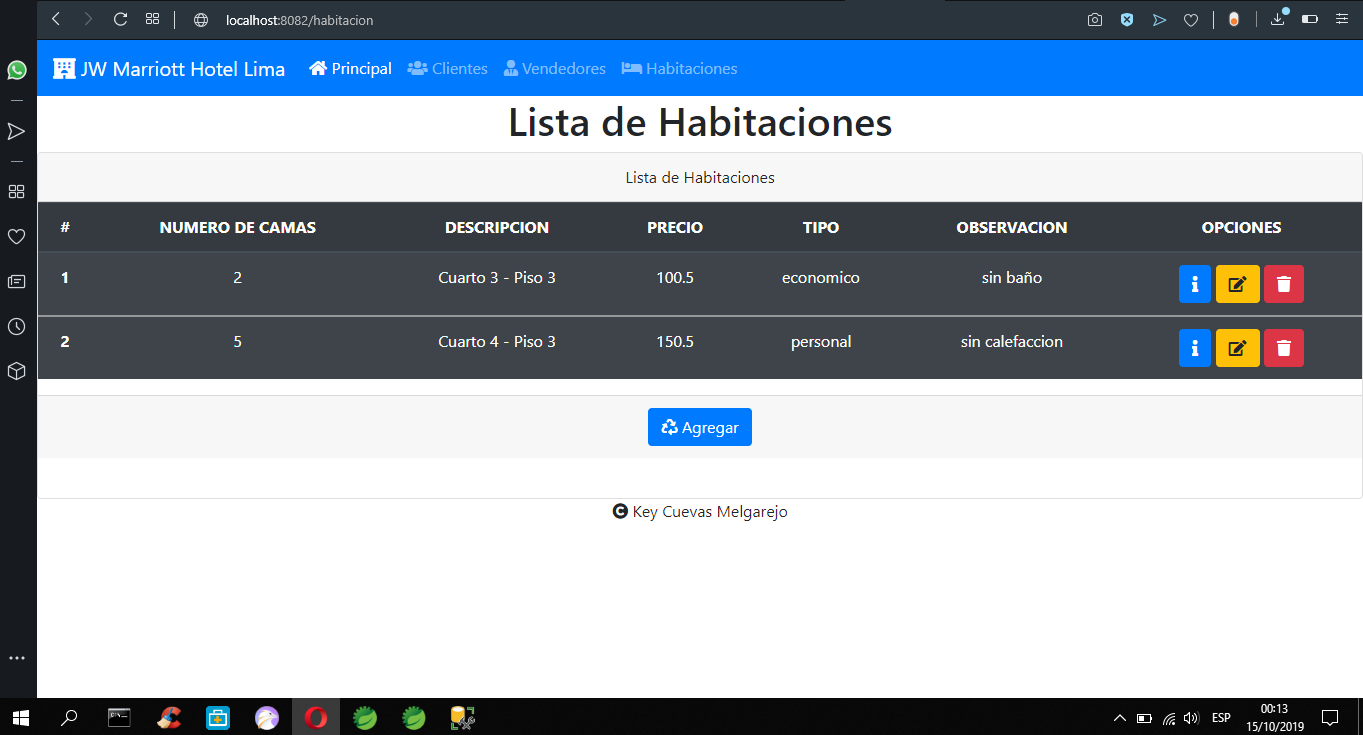 localhost:8082/habitacion
JW Marriott Hotel Lima Principal Clientes Vendedores Habitaciones
Lista de Habitaciones
Lista de Habitaciones
# NUMERO DE CAMAS DESCRIPCION PRECIO TIPO OBSERVACION OPCIONES
1 2 Cuarto 3 - Piso 3 100.5 economico sin baño
2 5 Cuarto 4 - Piso 3 150.5 personal sin calefaccion
Agregar
Key Cuevas Melgarejo
00:13
ESP
15/10/2019